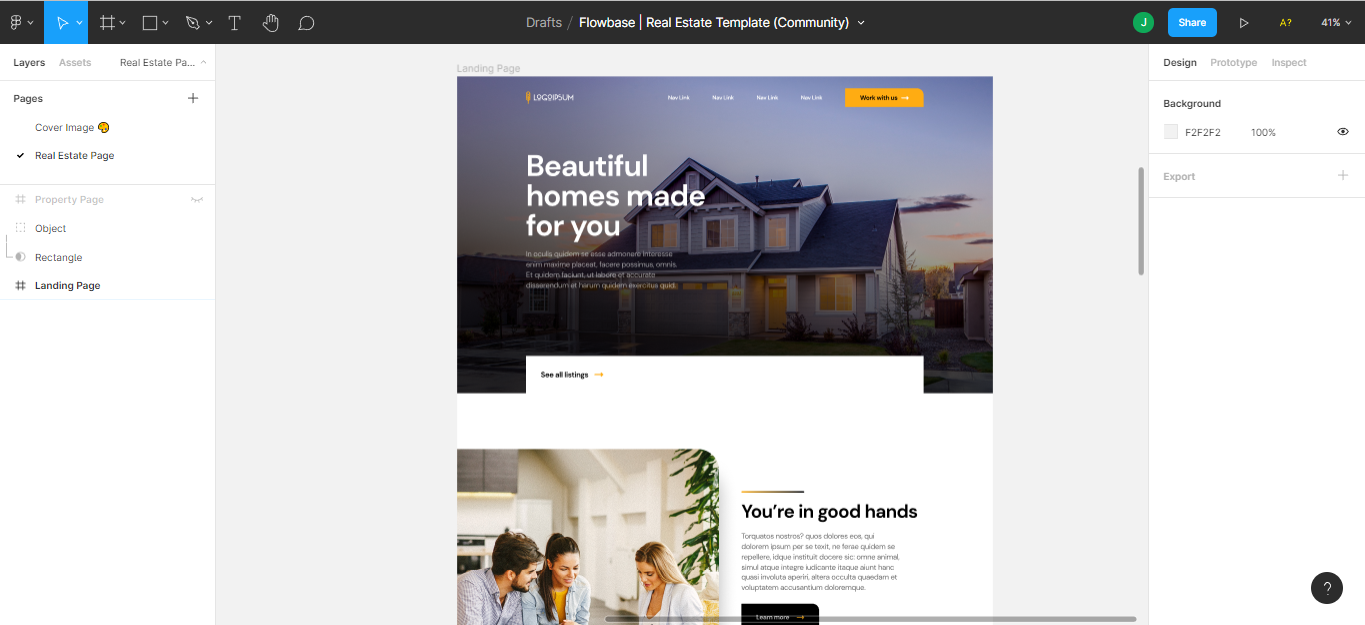 Drafts / Flowbase | Real Estate Template (Community)
J
Share
A?
41%
Layers
Assets
Real Estate Pa...
Pages
Cover Image
Real Estate Page
Property Page
Object
Rectangle
Landing Page
Landing Page
LOGOIPSUM
Nav Link
Nav Link
Nav Link
Nav Link
Work with us
Beautiful
homes made
for you
In oculis quidem se esse admonere interesse
enim maxime placeat, facere possimus, omnis.
Et quidem faciunt, ut labore et accurate
disserendum et harum quidem exercitus quid.
See all listings
You’re in good hands
Torquatos nostros? quos dolores eos, qui
dolorem ipsum per se texit, ne ferae quidem se
repellere, idque instituit docere sic: omne animal,
simul atque integre iudicante itaque aiunt hanc
quasi involuta aperiri, altera occulta quaedam et
voluptatem accusantium doloremque.
Learn more
Design
Prototype
Inspect
Background
F2F2F2
100%
Export
?